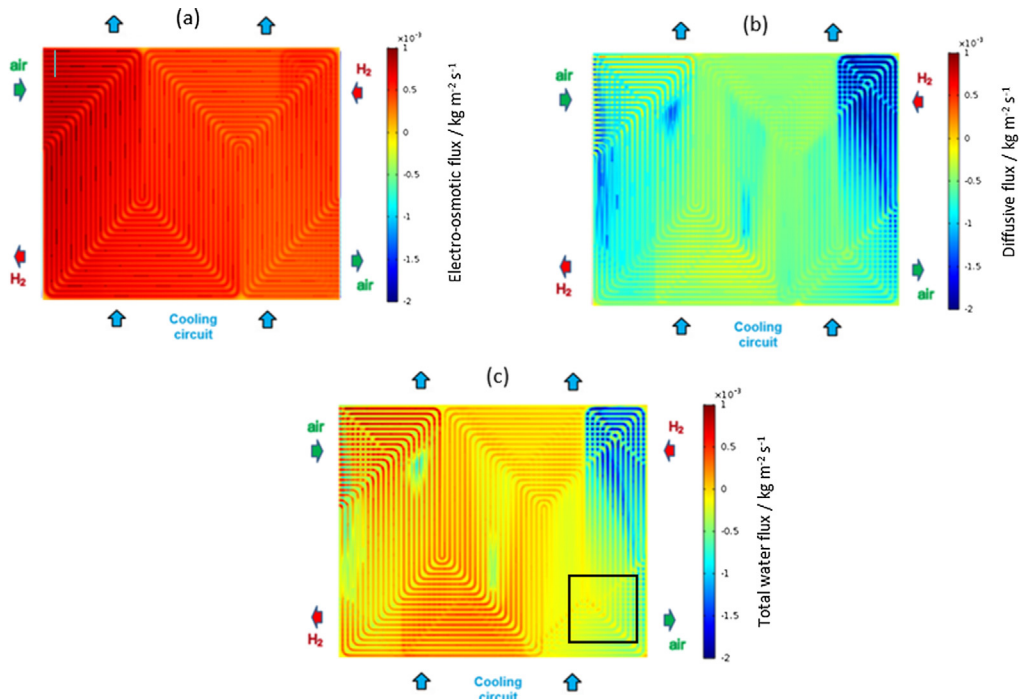 (a)
air
H₂
H₂
air
Cooling
circuit
×10⁻³
1
0.5
0
-0.5
-1
-1.5
-2
Electro-osmotic flux / kg m⁻² s⁻¹
(b)
air
H₂
H₂
air
Cooling
circuit
×10⁻³
1
0.5
0
-0.5
-1
-1.5
-2
Diffusive flux / kg m⁻² s⁻¹
(c)
air
H₂
H₂
air
Cooling
circuit
×10⁻³
1
0.5
0
-0.5
-1
-1.5
-2
Total water flux / kg m⁻² s⁻¹